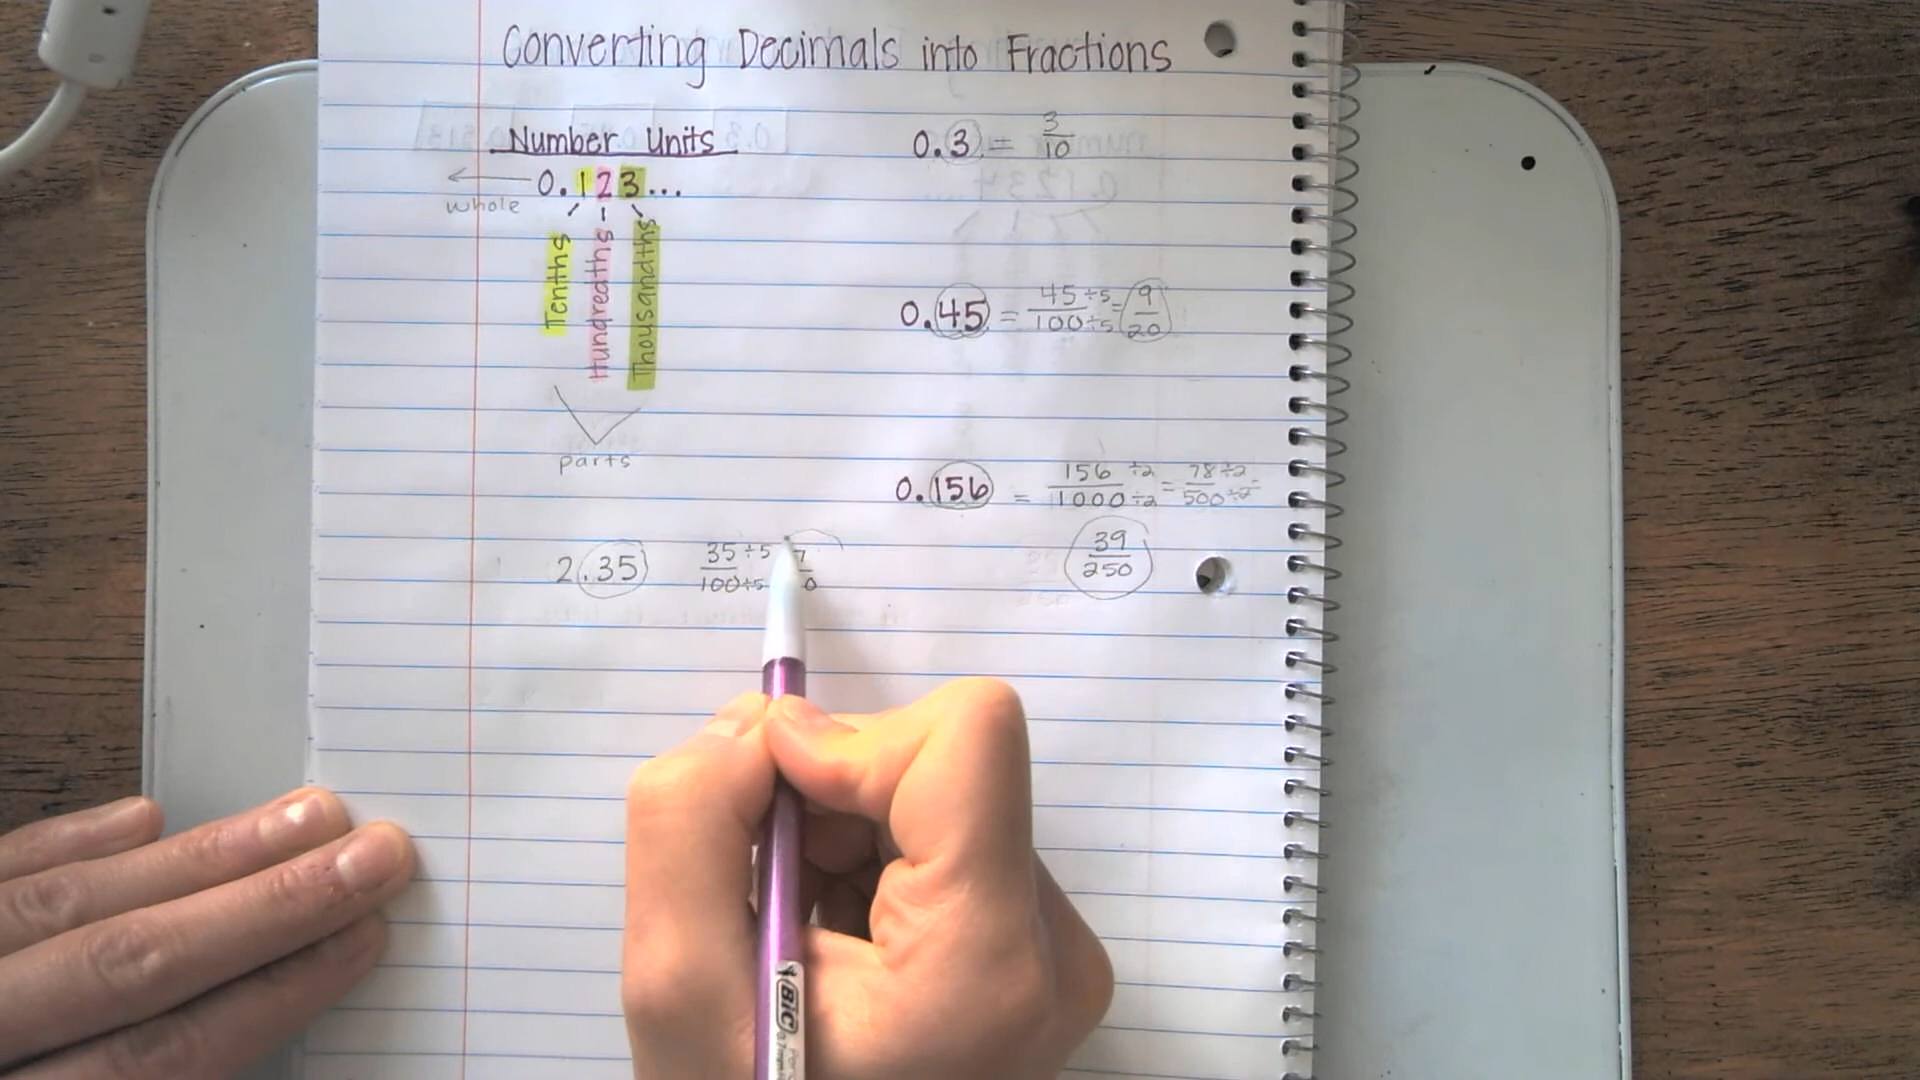 Converting Decimals into Fractions
Number Units
0.123...
whole
Tenths
Hundredths
Thousandths
parts
0.3 = 3/10
0.45 = 45÷5/100÷5 = 9/20
0.156 = 156÷2/1000÷2 = 78÷2/500÷2 =
39/250
2.35 35÷5/100÷5 7/0
BIC